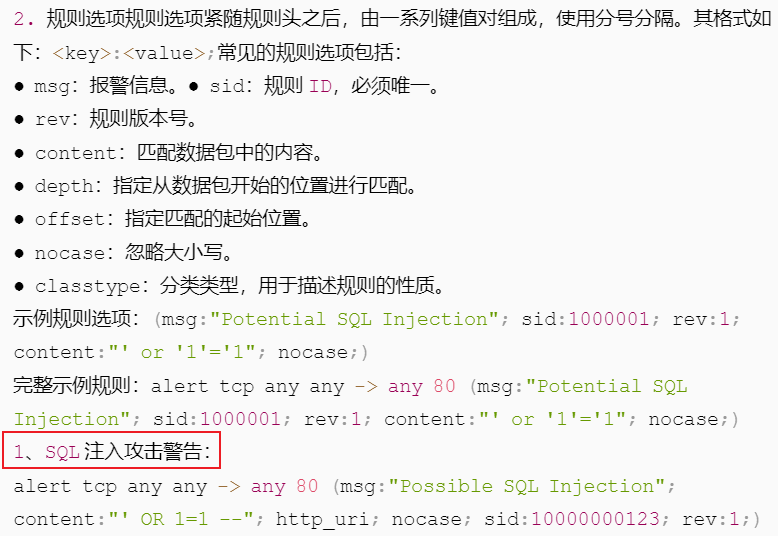 2. 规则选项规则选项紧随规则头之后，由一系列键值对组成，使用分号分隔。其格式如
下：<key>:<value>;常见的规则选项包括：
● msg：报警信息。● sid：规则 ID，必须唯一。
● rev：规则版本号。
● content：匹配数据包中的内容。
● depth：指定从数据包开始的位置进行匹配。
● offset：指定匹配的起始位置。
● nocase：忽略大小写。
● classtype：分类类型，用于描述规则的性质。
示例规则选项：(msg:"Potential SQL Injection"; sid:1000001; rev:1;
content:"' or '1'='1"; nocase;)
完整示例规则：alert tcp any any -> any 80 (msg:"Potential SQL
Injection"; sid:1000001; rev:1; content:"' or '1'='1"; nocase;)
1、SQL 注入攻击警告：
alert tcp any any -> any 80 (msg:"Possible SQL Injection";
content:"' OR 1=1 --"; http_uri; nocase; sid:10000000123; rev:1;)